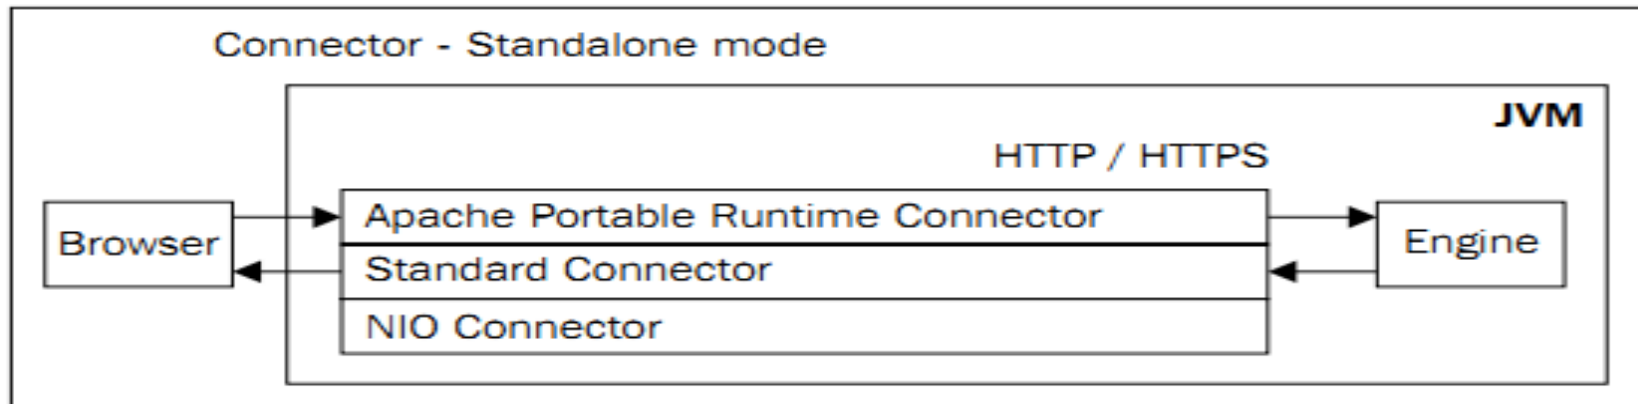 Connector - Standalone mode
JVM
HTTP / HTTPS
Browser
Apache Portable Runtime Connector
Standard Connector
NIO Connector
Engine